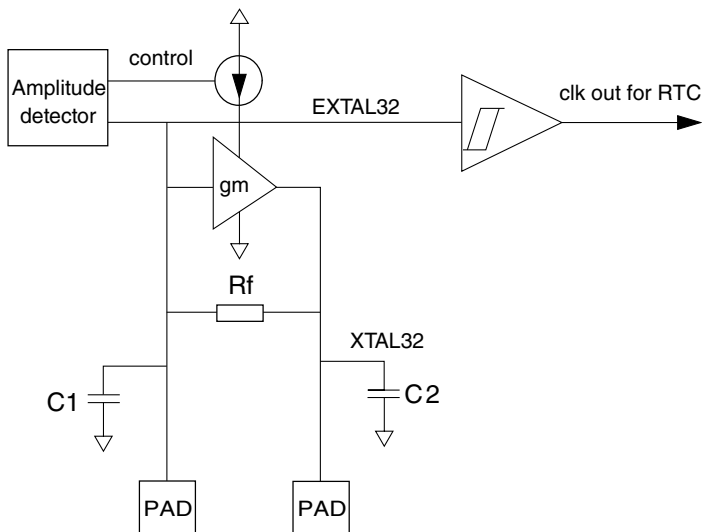 control
Amplitude
detector
EXTAL32
clk out for RTC
gm
Rf
XTAL32
C1
C2
PAD
PAD